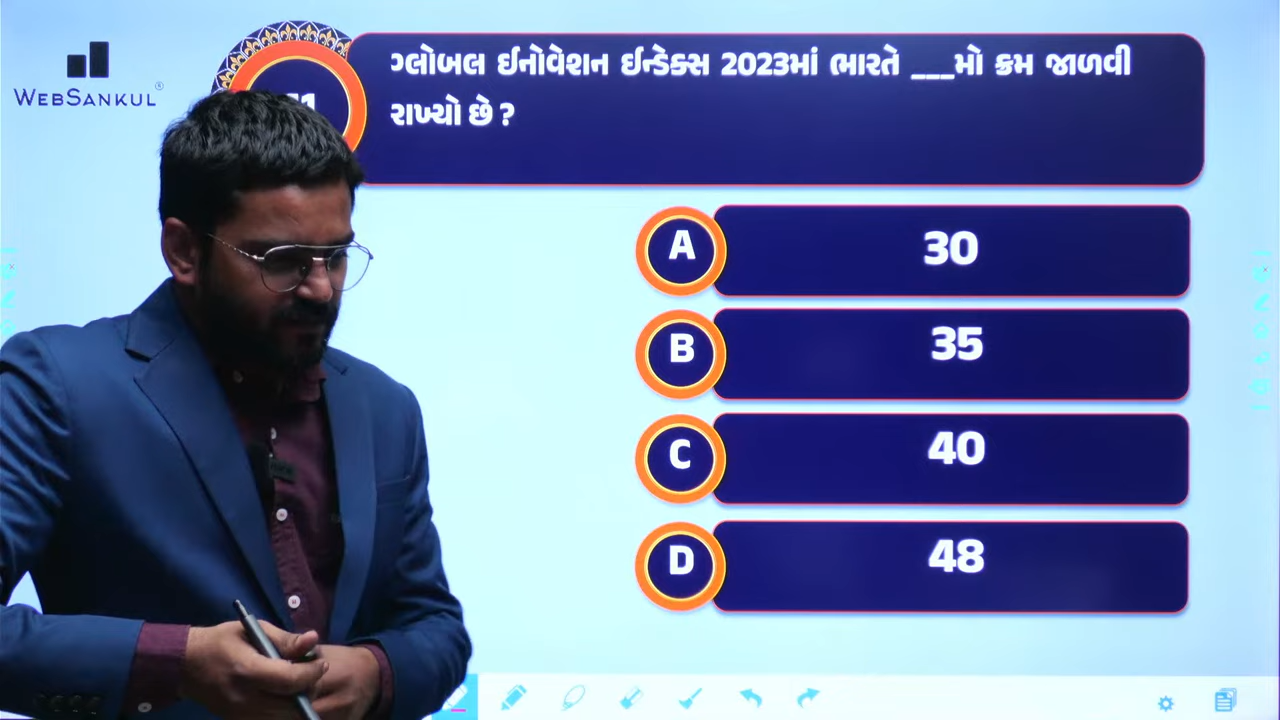 WEBSANKUL®
ગ્લોબલ ઈનોવેશન ઈન્ડેક્સ 2023માં ભારતે ___મો ક્રમ જાળવી
રાખ્યો છે ?
A 30
B 35
C 40
D 48